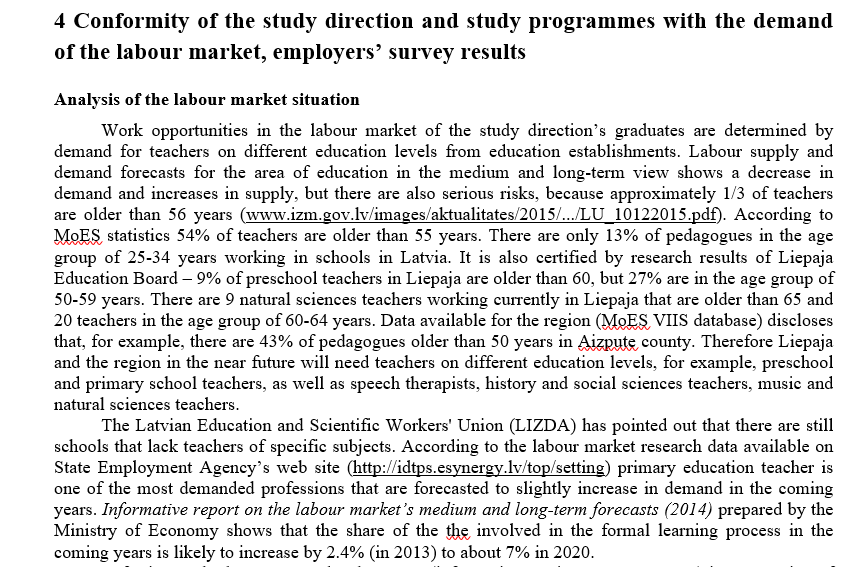 4 Conformity of the study direction and study programmes with the demand
of the labour market, employers’ survey results
Analysis of the labour market situation
Work opportunities in the labour market of the study direction’s graduates are determined by
demand for teachers on different education levels from education establishments. Labour supply and
demand forecasts for the area of education in the medium and long-term view shows a decrease in
demand and increases in supply, but there are also serious risks, because approximately 1/3 of teachers
are older than 56 years (www.izm.gov.lv/images/aktualitates/2015/.../LU_10122015.pdf). According to
MoES statistics 54% of teachers are older than 55 years. There are only 13% of pedagogues in the age
group of 25-34 years working in schools in Latvia. It is also certified by research results of Liepaja
Education Board – 9% of preschool teachers in Liepaja are older than 60, but 27% are in the age group of
50-59 years. There are 9 natural sciences teachers working currently in Liepaja that are older than 65 and
20 teachers in the age group of 60-64 years. Data available for the region (MoES VIIS database) discloses
that, for example, there are 43% of pedagogues older than 50 years in Aizpute county. Therefore Liepaja
and the region in the near future will need teachers on different education levels, for example, preschool
and primary school teachers, as well as speech therapists, history and social sciences teachers, music and
natural sciences teachers.
The Latvian Education and Scientific Workers' Union (LIZDA) has pointed out that there are still
schools that lack teachers of specific subjects. According to the labour market research data available on
State Employment Agency’s web site (http://idtps.esynergy.lv/top/setting) primary education teacher is
one of the most demanded professions that are forecasted to slightly increase in demand in the coming
years. Informative report on the labour market’s medium and long-term forecasts (2014) prepared by the
Ministry of Economy shows that the share of the the involved in the formal learning process in the
coming years is likely to increase by 2.4% (in 2013) to about 7% in 2020.